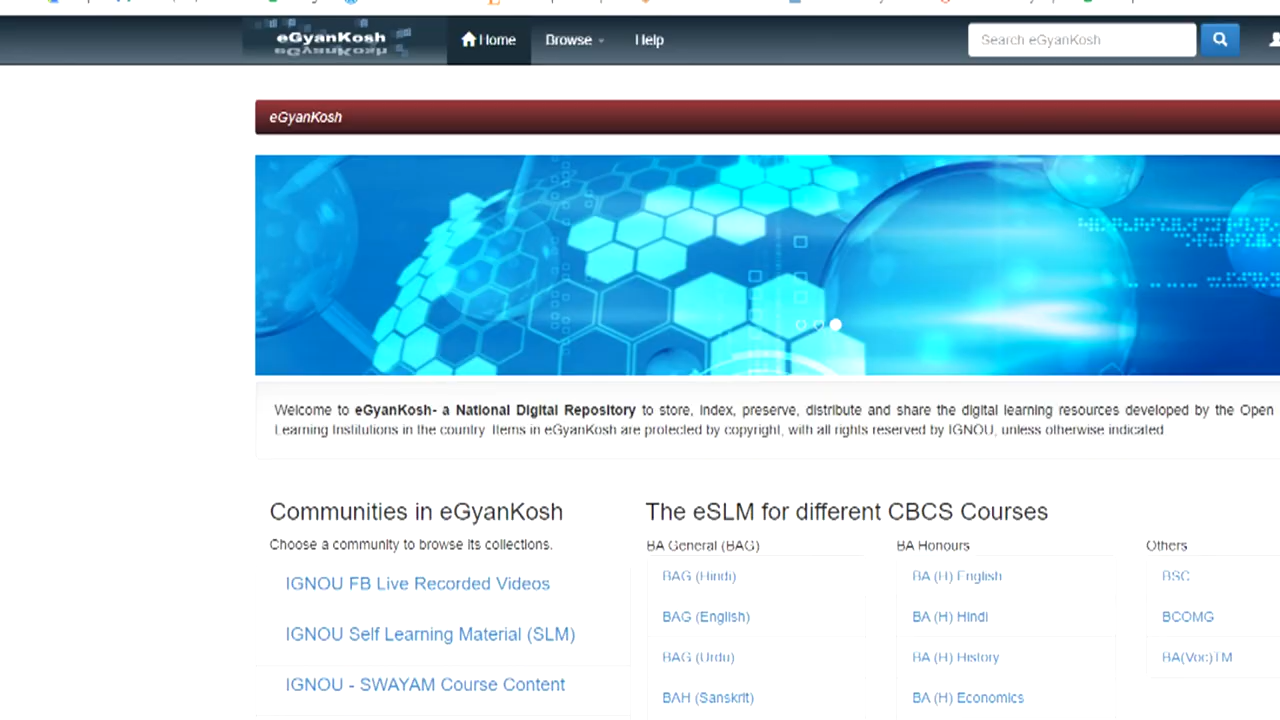 eGyanKosh
Home Browse Help Search eGyanKosh
eGyanKosh
Welcome to eGyanKosh- a National Digital Repository to store, index, preserve, distribute and share the digital learning resources developed by the Open
Learning Institutions in the country. Items in eGyanKosh are protected by copyright, with all rights reserved by IGNOU, unless otherwise indicated
Communities in eGyanKosh
Choose a community to browse its collections.
IGNOU FB Live Recorded Videos
IGNOU Self Learning Material (SLM)
IGNOU - SWAYAM Course Content
The eSLM for different CBCS Courses
BA General (BAG)
BAG (Hindi)
BAG (English)
BAG (Urdu)
BAH (Sanskrit)
BA Honours
BA (H) English
BA (H) Hindi
BA (H) History
BA (H) Economics
Others
BSC
BCOMG
BA(Voc)TM